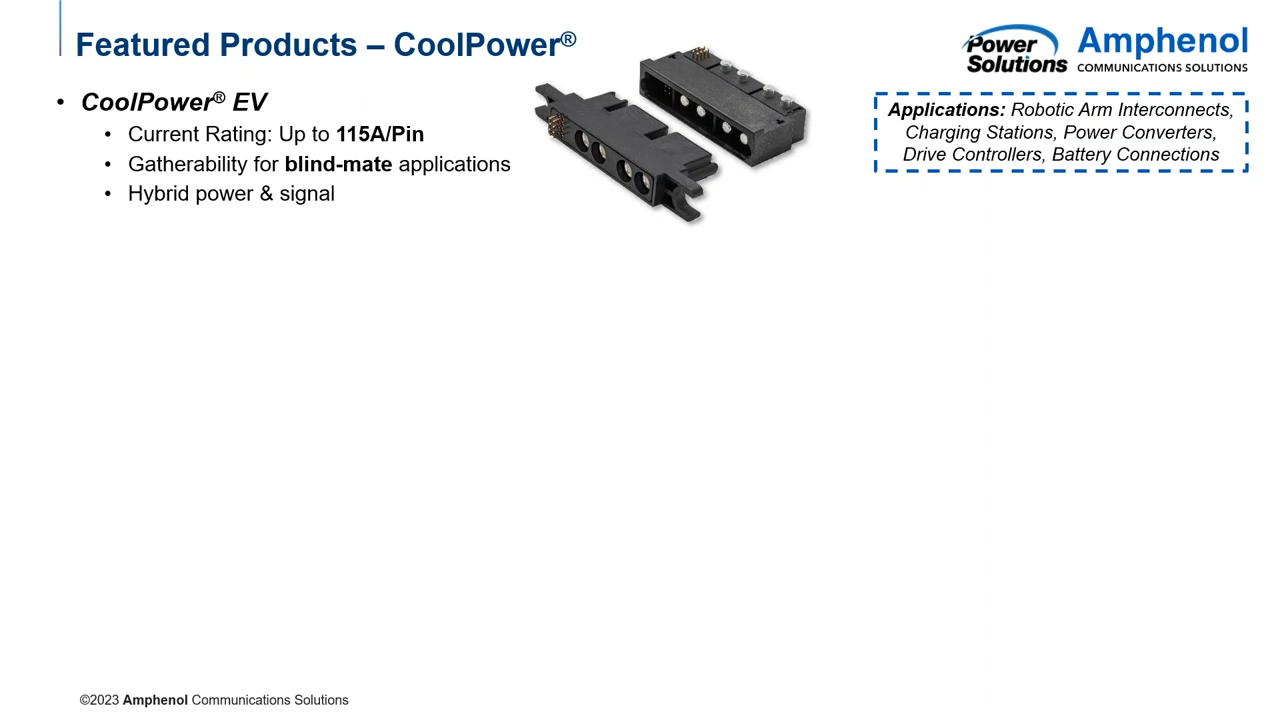 Featured Products – CoolPower®
Power
Solutions
Amphenol
COMMUNICATIONS SOLUTIONS
• CoolPower® EV
• Current Rating: Up to 115A/Pin
• Gatherability for blind-mate applications
• Hybrid power & signal
Applications: Robotic Arm Interconnects,
Charging Stations, Power Converters,
Drive Controllers, Battery Connections
©2023 Amphenol Communications Solutions